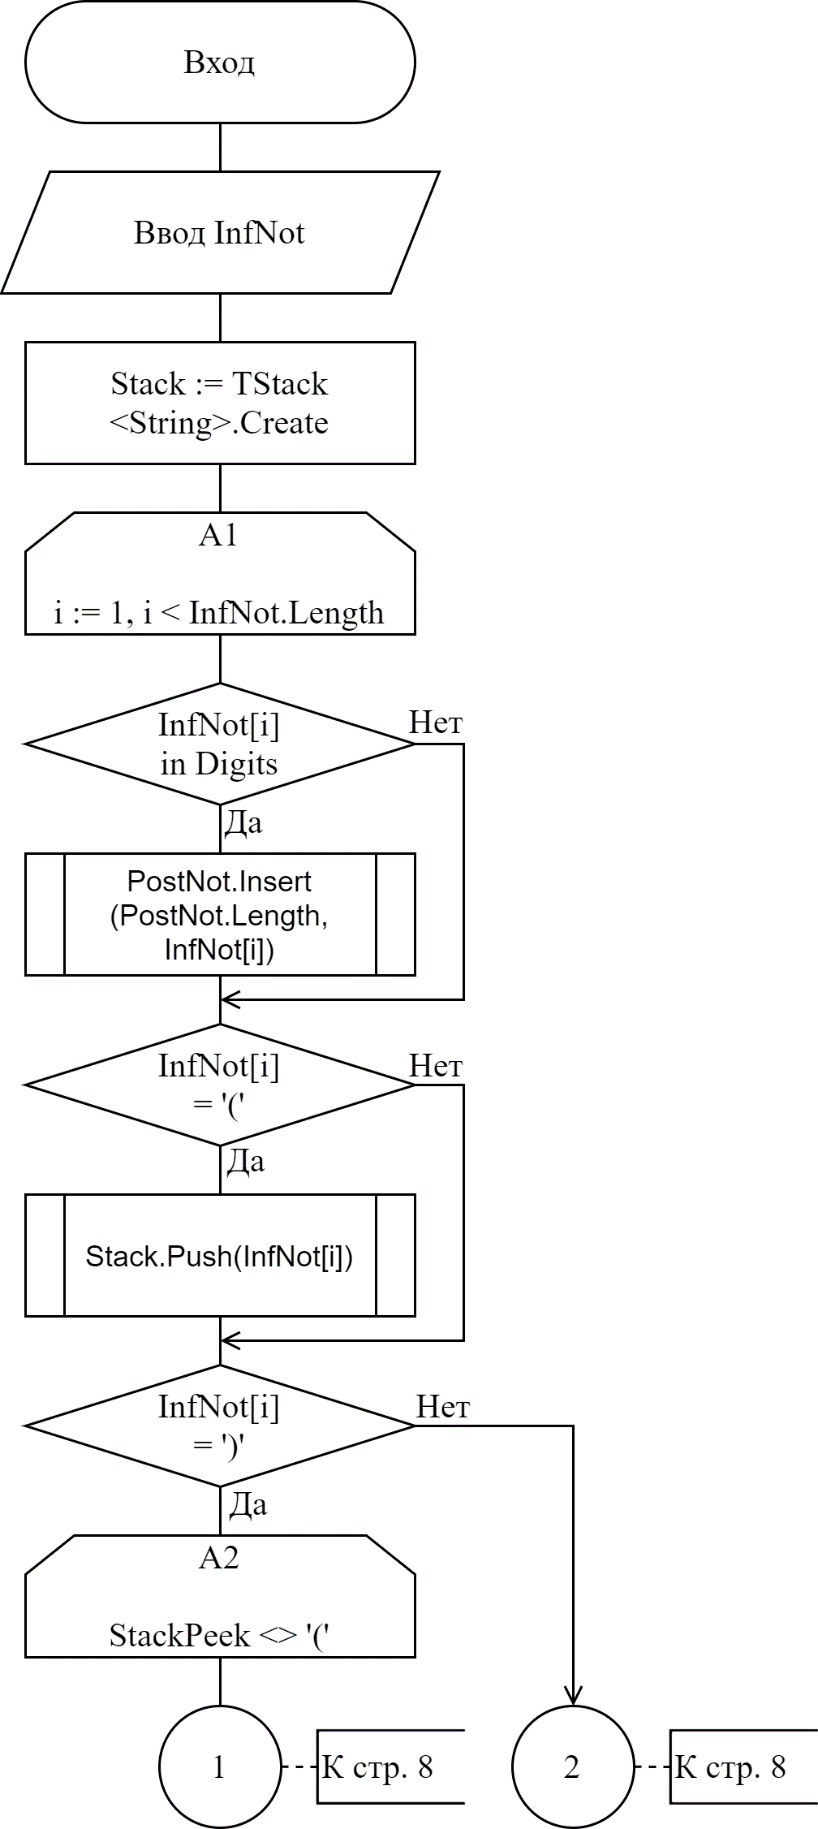 Вход
Ввод InfNot
Stack := TStack
<String>.Create
A1
i := 1, i < InfNot.Length
InfNot[i]
in Digits
Нет
Да
PostNot.Insert
(PostNot.Length,
InfNot[i])
InfNot[i]
= '('
Нет
Да
Stack.Push(InfNot[i])
InfNot[i]
= ')'
Нет
Да
A2
StackPeek <> '('
1
К стр. 8
2
К стр. 8